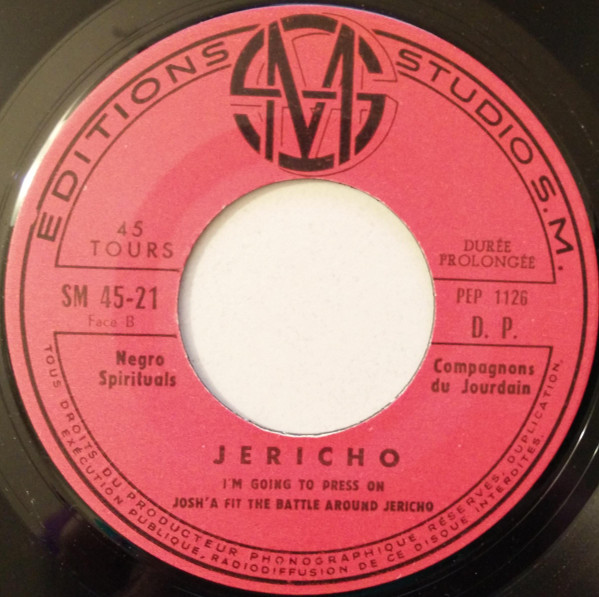 EDITIONS STUDIO S.M.
SM
45
TOURS
DURÉE
PROLONGÉE
SM 45-21
Face B
PEP 1126
D. P.
Negro
Spirituals
Compagnons
du Jourdain
JERICHO
I'M GOING TO PRESS ON
JOSH'A FIT THE BATTLE AROUND JERICHO
TOUS DROITS DU PRODUCTEUR PHONOGRAPHIQUE RÉSERVÉS. DUPLICATION,
EXÉCUTION PUBLIQUE, RADIODIFFUSION DE CE DISQUE INTERDITES.